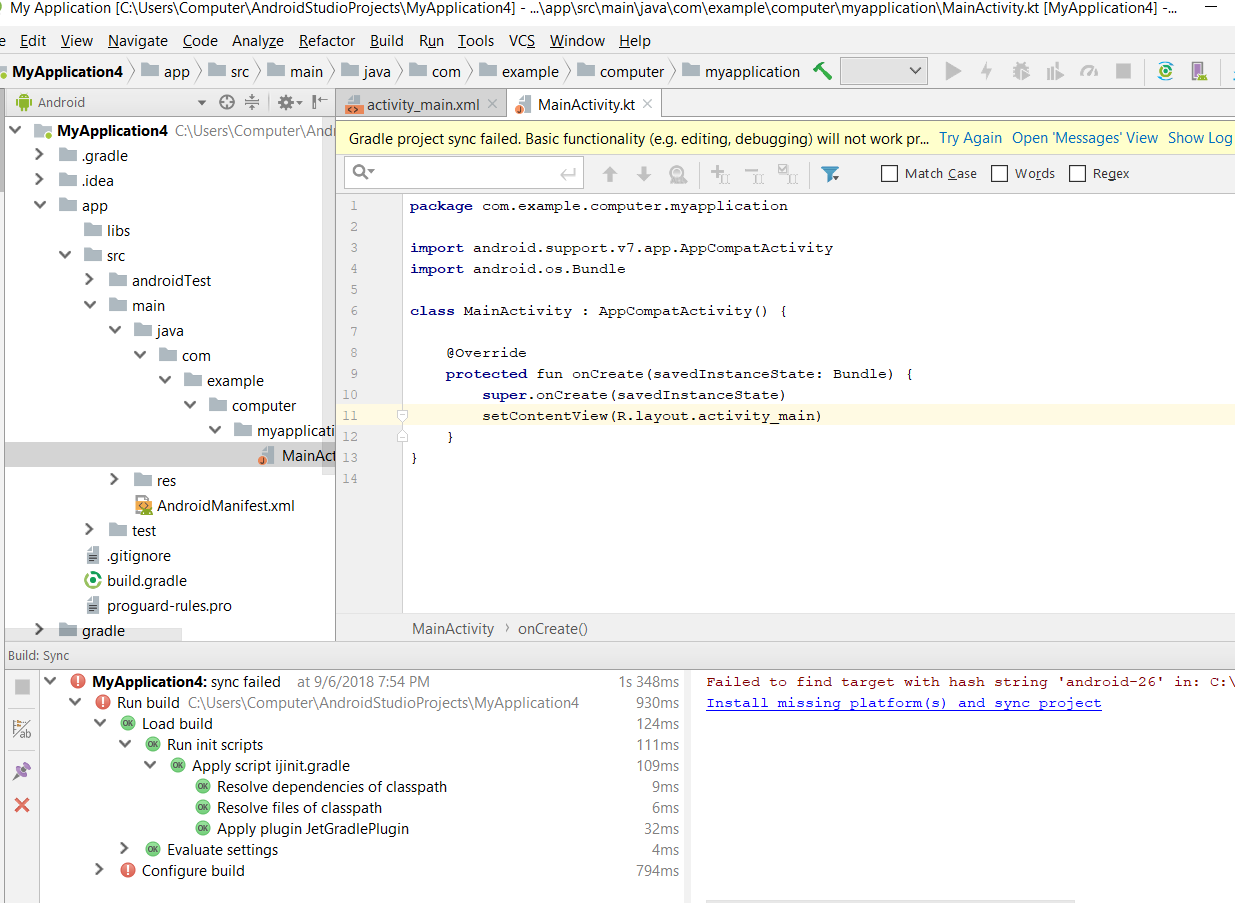 My Application [C:\Users\Computer\AndroidStudioProjects\MyApplication4] - ...\app\src\main\java\com\example\computer\myapplication\MainActivity.kt [MyApplication4] -...
e Edit View Navigate Code Analyze Refactor Build Run Tools VCS Window Help
MyApplication4 app src main java com example computer myapplication
Android
activity_main.xml MainActivity.kt
MyApplication4 C:\Users\Computer\Andr
.gradle
.idea
app
libs
src
androidTest
main
java
com
example
computer
myapplicati
MainAct
res
AndroidManifest.xml
test
.gitignore
build.gradle
proguard-rules.pro
gradle
Gradle project sync failed. Basic functionality (e.g. editing, debugging) will not work pr... Try Again Open 'Messages' View Show Log
Match Case Words Regex
1 package com.example.computer.myapplication
2
3 import android.support.v7.app.AppCompatActivity
4 import android.os.Bundle
5
6 class MainActivity : AppCompatActivity() {
7
8 @Override
9 protected fun onCreate(savedInstanceState: Bundle) {
10 super.onCreate(savedInstanceState)
11 setContentView(R.layout.activity_main)
12 }
13 }
14
MainActivity › onCreate()
Build: Sync
MyApplication4: sync failed at 9/6/2018 7:54 PM 1s 348ms
Run build C:\Users\Computer\AndroidStudioProjects\MyApplication4 930ms
OK Load build 124ms
OK Run init scripts 111ms
OK Apply script ijinit.gradle 109ms
OK Resolve dependencies of classpath 9ms
OK Resolve files of classpath 6ms
OK Apply plugin JetGradlePlugin 32ms
OK Evaluate settings 4ms
Configure build 794ms
Failed to find target with hash string 'android-26' in: C:\
Install missing platform(s) and sync project